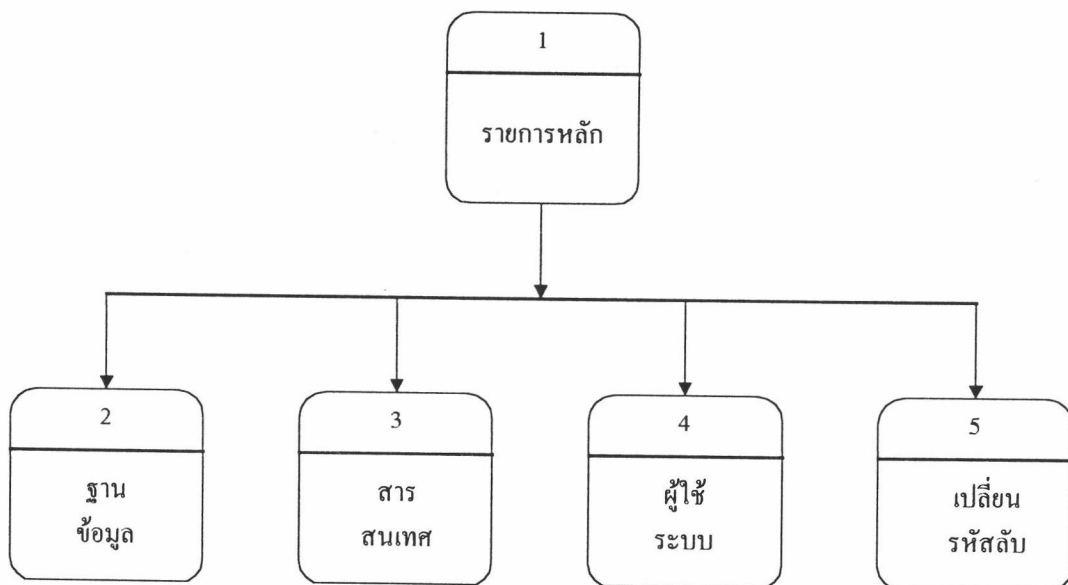 1
รายการหลัก
2
ฐาน
ข้อมูล
3
สาร
สนเทศ
4
ผู้ใช้
ระบบ
5
เปลี่ยน
รหัสลับ